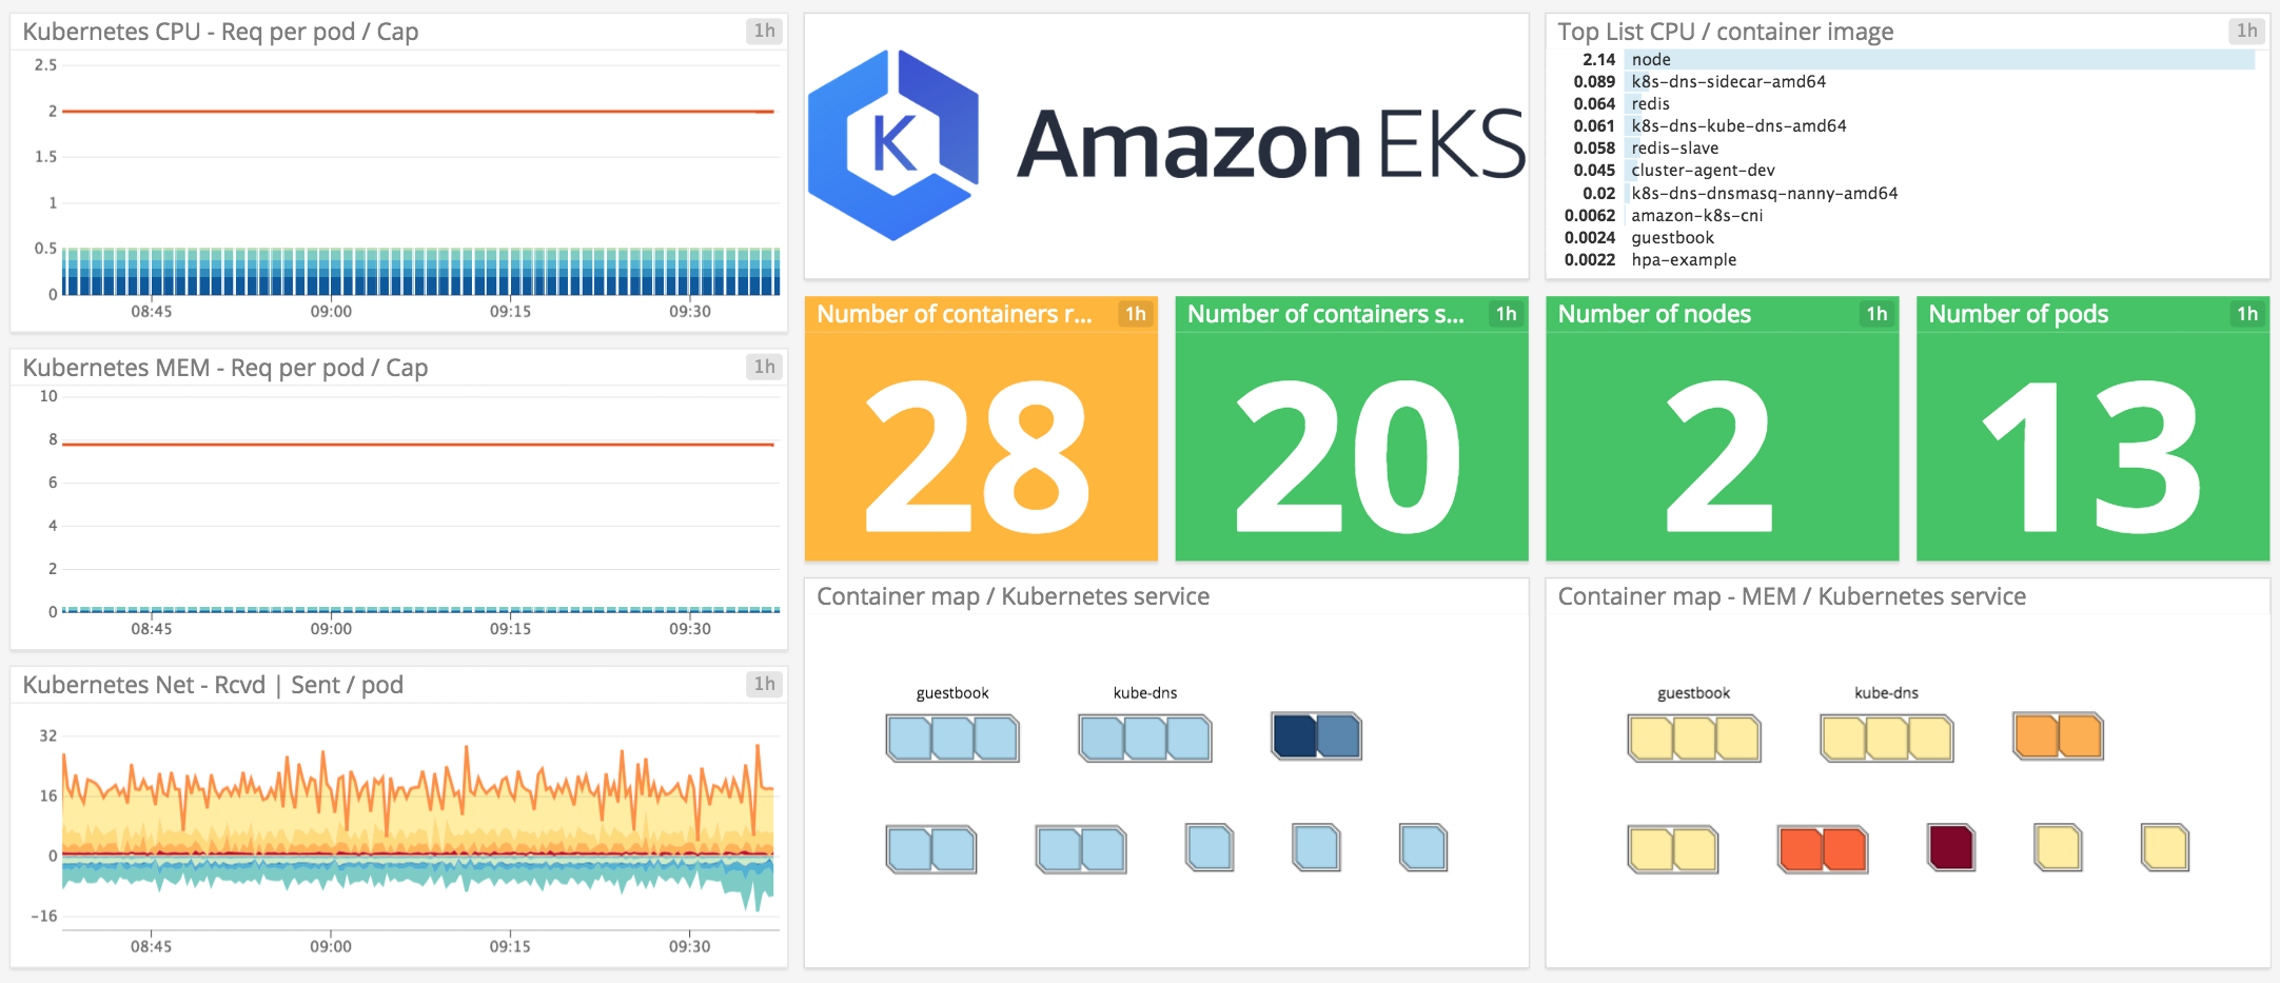 Kubernetes CPU - Req per pod / Cap
1h
2.5
2
1.5
1
0.5
0
08:45
09:00
09:15
09:30
Kubernetes MEM - Req per pod / Cap
1h
10
8
6
4
2
0
08:45
09:00
09:15
09:30
Kubernetes Net - Rcvd | Sent / pod
1h
32
16
0
-16
08:45
09:00
09:15
09:30
K
Amazon EKS
Top List CPU / container image
1h
2.14 node
0.089 k8s-dns-sidecar-amd64
0.064 redis
0.061 k8s-dns-kube-dns-amd64
0.058 redis-slave
0.045 cluster-agent-dev
0.02 k8s-dns-dnsmasq-nanny-amd64
0.0062 amazon-k8s-cni
0.0024 guestbook
0.0022 hpa-example
Number of containers r...
1h
28
Number of containers s...
1h
20
Number of nodes
1h
2
Number of pods
1h
13
Container map / Kubernetes service
guestbook
kube-dns
Container map - MEM / Kubernetes service
guestbook
kube-dns